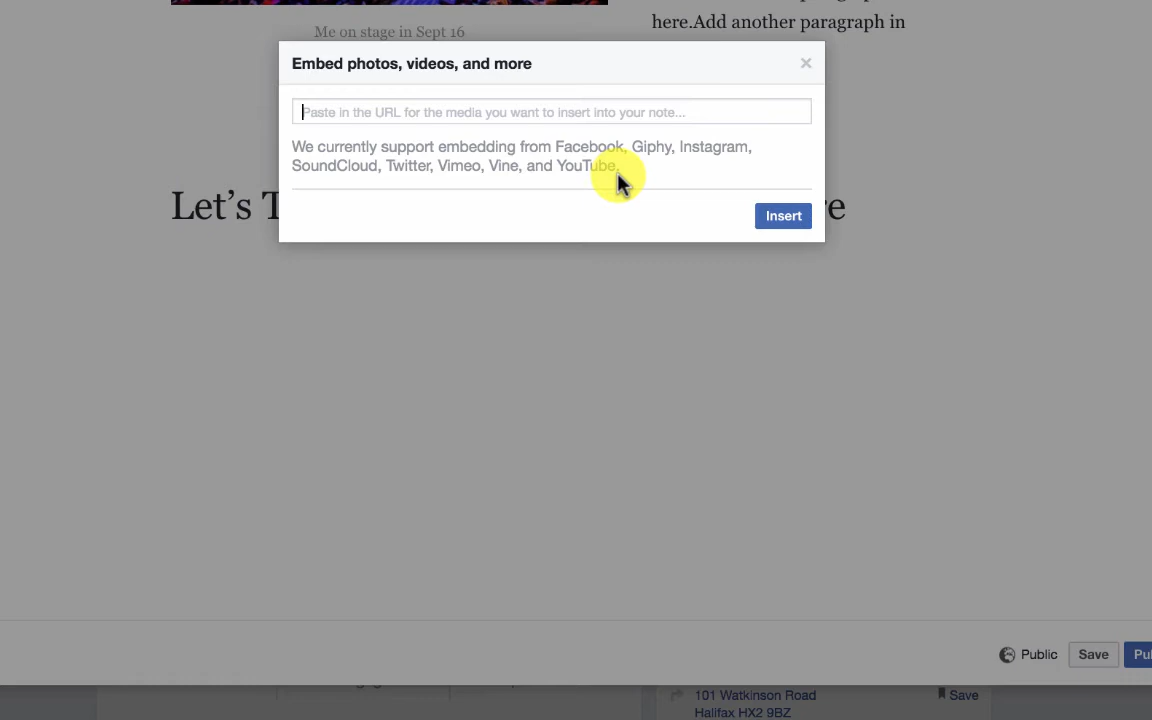 here.Add another paragraph in
Me on stage in Sept 16
Embed photos, videos, and more
Paste in the URL for the media you want to insert into your note...
We currently support embedding from Facebook, Giphy, Instagram,
SoundCloud, Twitter, Vimeo, Vine, and YouTube.
Let's T
re
Insert
Public
Save
Pu
101 Watkinson Road
Save
Halifax HX2 9BZ